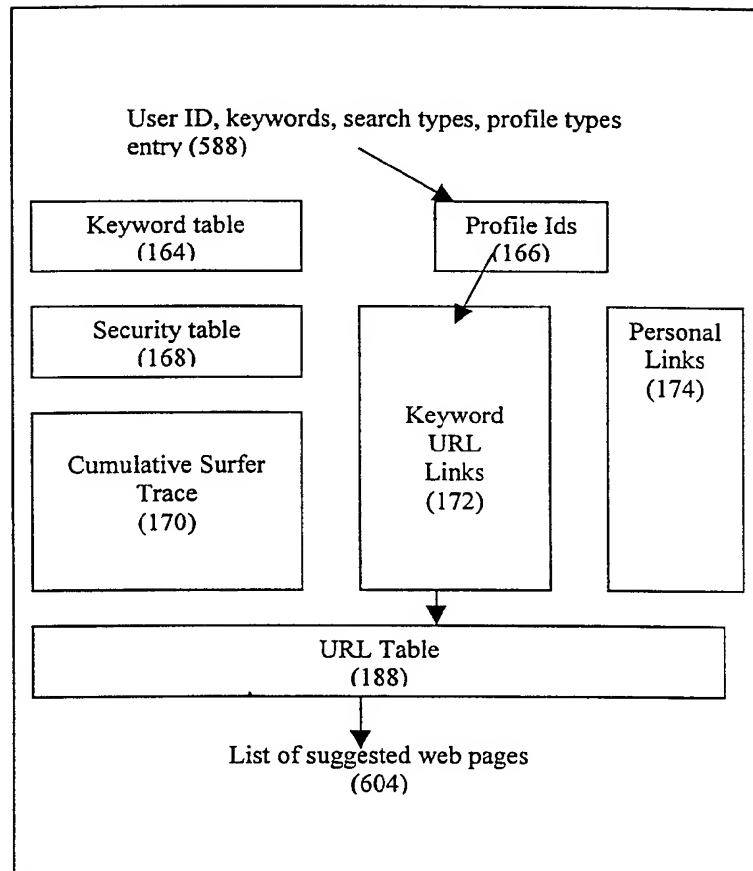 User ID, keywords, search types, profile types
entry (588)
Keyword table
(164)
Profile Ids
(166)
Security table
(168)
Personal
Links
(174)
Keyword
URL
Links
(172)
Cumulative Surfer
Trace
(170)
URL Table
(188)
List of suggested web pages
(604)